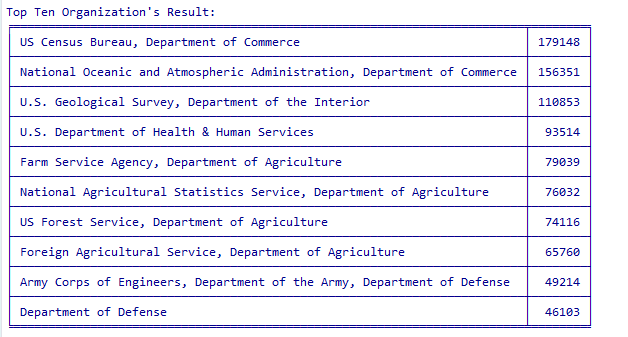 Top Ten Organization's Result:
US Census Bureau, Department of Commerce 179148
National Oceanic and Atmospheric Administration, Department of Commerce 156351
U.S. Geological Survey, Department of the Interior 110853
U.S. Department of Health & Human Services 93514
Farm Service Agency, Department of Agriculture 79039
National Agricultural Statistics Service, Department of Agriculture 76032
US Forest Service, Department of Agriculture 74116
Foreign Agricultural Service, Department of Agriculture 65760
Army Corps of Engineers, Department of the Army, Department of Defense 49214
Department of Defense 46103